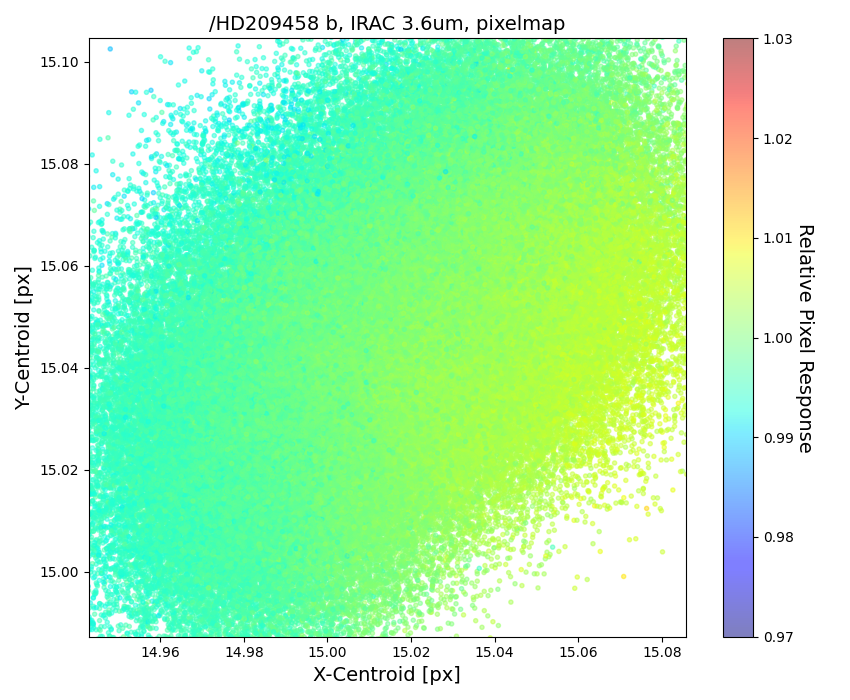 /HD209458 b, IRAC 3.6um, pixelmap
15.10
15.08
15.06
15.04
15.02
15.00
Y-Centroid [px]
14.96 14.98 15.00 15.02 15.04 15.06 15.08
X-Centroid [px]
1.03
1.02
1.01
1.00
0.99
0.98
0.97
Relative Pixel Response